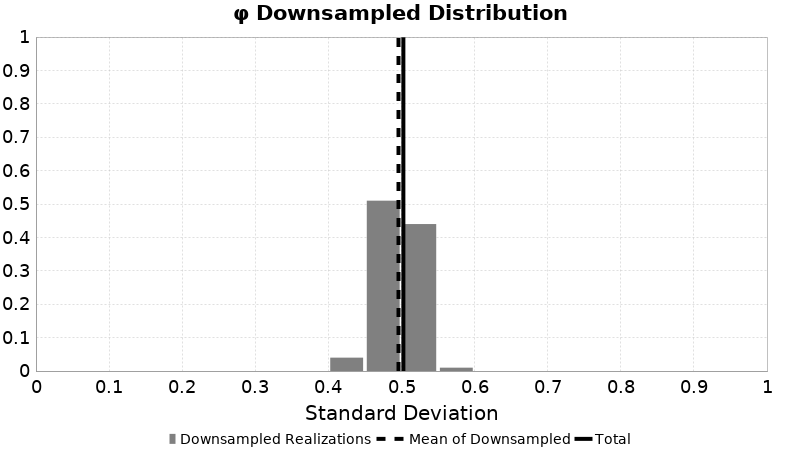 φ Downsampled Distribution
1
0.9
0.8
0.7
0.6
0.5
0.4
0.3
0.2
0.1
0
0 0.1 0.2 0.3 0.4 0.5 0.6 0.7 0.8 0.9 1
Standard Deviation
Downsampled Realizations Mean of Downsampled Total